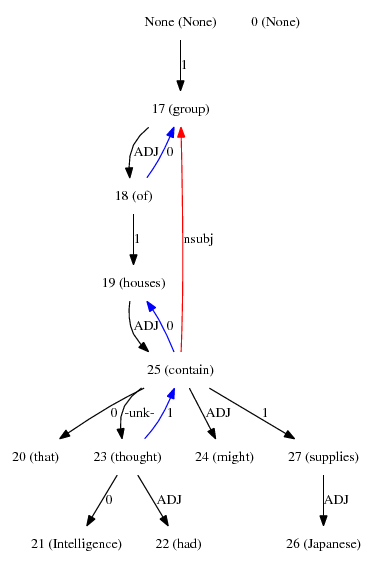 None (None) 0 (None)
1
17 (group)
ADJ 0
18 (of)
1 nsubj
19 (houses)
ADJ 0
25 (contain)
0 -unk- 1 ADJ 1
20 (that) 23 (thought) 24 (might) 27 (supplies)
0 ADJ ADJ
21 (Intelligence) 22 (had) 26 (Japanese)